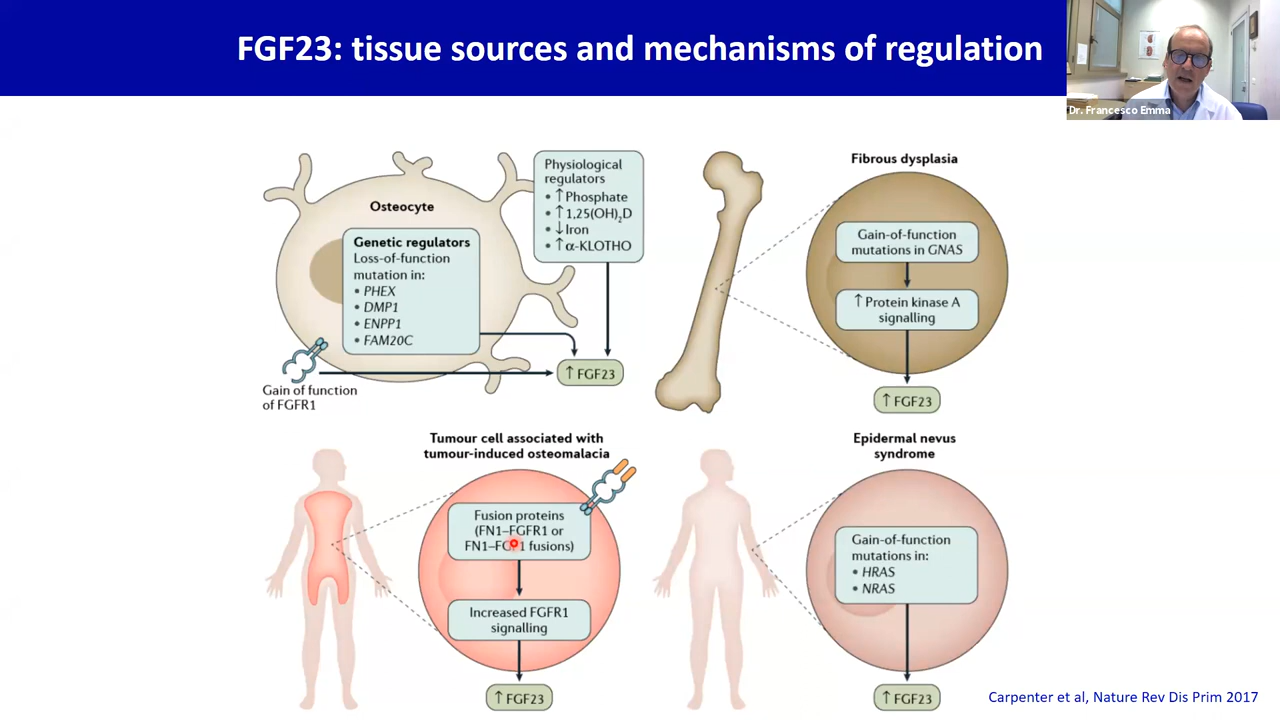 FGF23: tissue sources and mechanisms of regulation
Dr. Francesco Emma
Osteocyte
Genetic regulators
Loss-of-function
mutation in:
• PHEX
• DMP1
• ENPP1
• FAM20C
Physiological
regulators
• ↑ Phosphate
• ↑ 1,25(OH)₂D
• ↓ Iron
• ↑ α-KLOTHO
Gain of function
of FGFR1
↑ FGF23
Fibrous dysplasia
Gain-of-function
mutations in GNAS
↑ Protein kinase A
signalling
↑ FGF23
Tumour cell associated with
tumour-induced osteomalacia
Fusion proteins
(FN1–FGFR1 or
FN1–FGF1 fusions)
Increased FGFR1
signalling
↑ FGF23
Epidermal nevus
syndrome
Gain-of-function
mutations in:
• HRAS
• NRAS
↑ FGF23
Carpenter et al, Nature Rev Dis Prim 2017